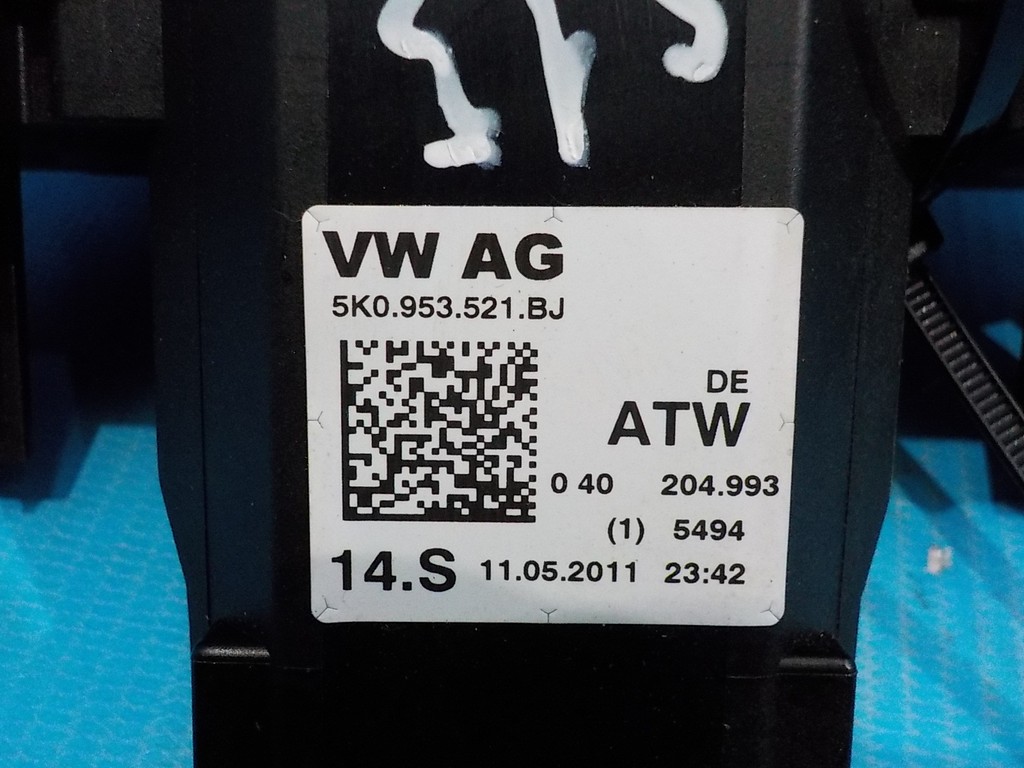 VW AG
5K0.953.521.BJ
DE
ATW
0 40 204.993
(1) 5494
14.S 11.05.2011 23:42